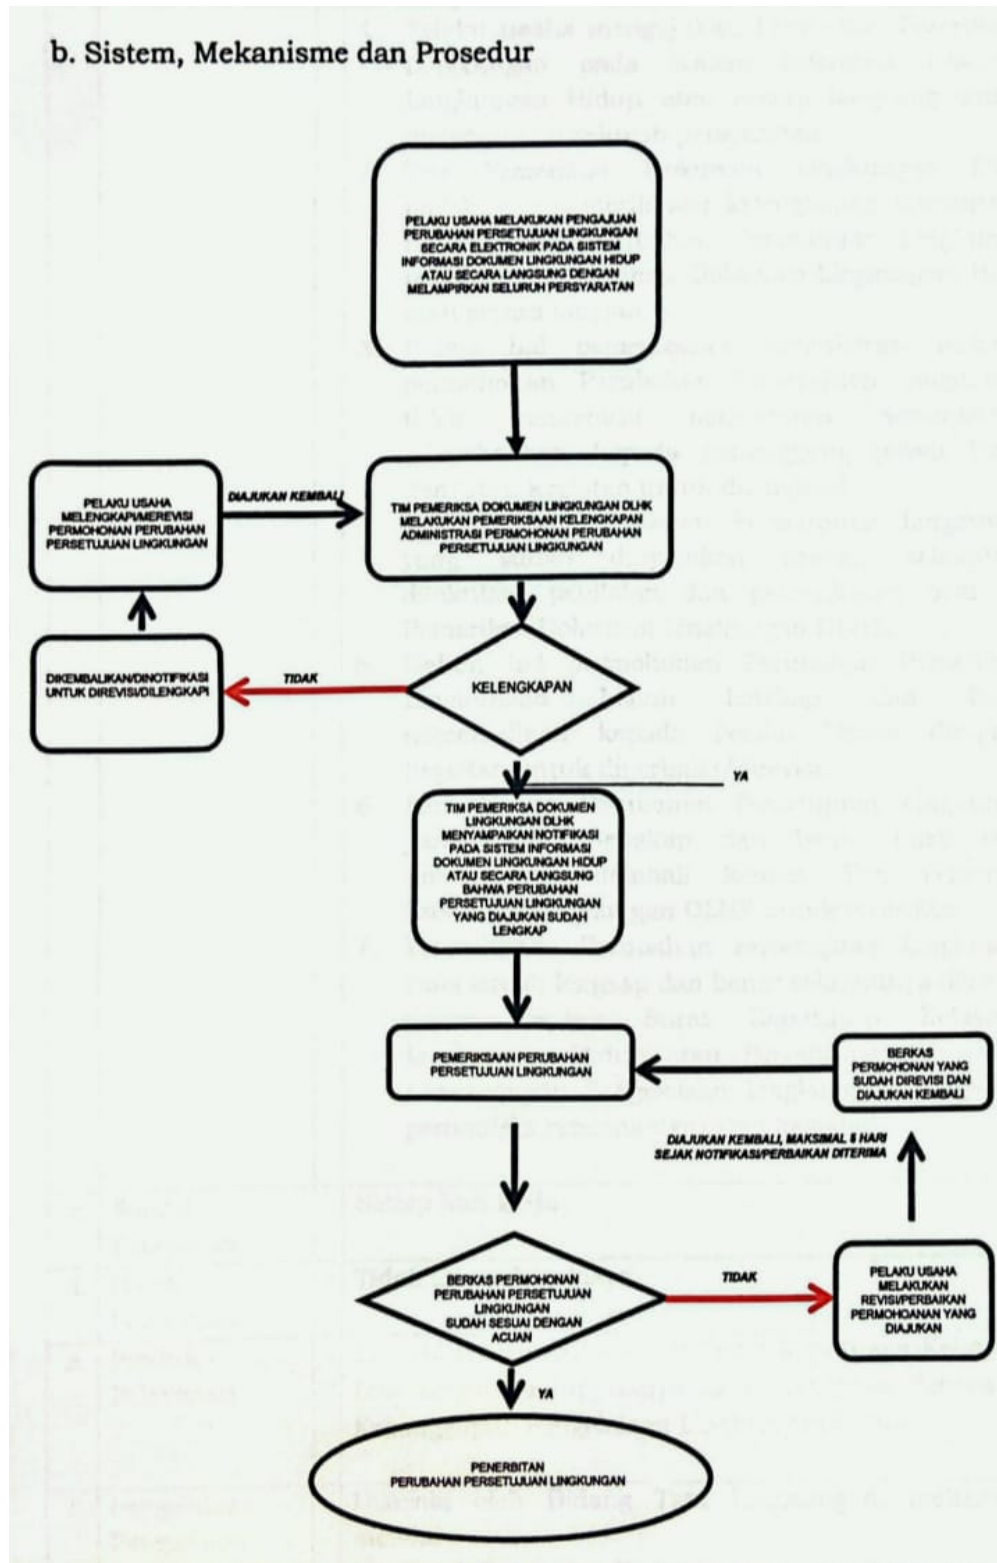 b. Sistem, Mekanisme dan Prosedur
PELAKU USAHA MELAKUKAN PENGAJUAN
PERUBAHAN PERSETUJUAN LINGKUNGAN
SECARA ELEKTRONIK PADA SISTEM
INFORMASI DOKUMEN LINGKUNGAN HIDUP
ATAU SECARA LANGSUNG DENGAN
MELAMPIRKAN SELURUH PERSYARATAN
PELAKU USAHA
MELENGKAPI/MEREVISI
PERMOHONAN PERUBAHAN
PERSETUJUAN LINGKUNGAN
DIAJUKAN KEMBALI
TIM PEMERIKSA DOKUMEN LINGKUNGAN DLHK
MELAKUKAN PEMERIKSAAN KELENGKAPAN
ADMINISTRASI PERMOHONAN PERUBAHAN
PERSETUJUAN LINGKUNGAN
DIKEMBALIKAN/DINOTIFIKASI
UNTUK DIREVISI/DILENGKAPI
TIDAK
KELENGKAPAN
YA
TIM PEMERIKSA DOKUMEN
LINGKUNGAN DLHK
MENYAMPAIKAN NOTIFIKASI
PADA SISTEM INFORMASI
DOKUMEN LINGKUNGAN HIDUP
ATAU SECARA LANGSUNG
BAHWA PERUBAHAN
PERSETUJUAN LINGKUNGAN
YANG DIAJUKAN SUDAH
LENGKAP
PEMERIKSAAN PERUBAHAN
PERSETUJUAN LINGKUNGAN
BERKAS
PERMOHONAN YANG
SUDAH DIREVISI DAN
DIAJUKAN KEMBALI
DIAJUKAN KEMBALI, MAKSIMAL 5 HARI
SEJAK NOTIFIKASI/PERBAIKAN DITERIMA
BERKAS PERMOHONAN
PERUBAHAN PERSETUJUAN
LINGKUNGAN
SUDAH SESUAI DENGAN
ACUAN
TIDAK
PELAKU USAHA
MELAKUKAN
REVISI/PERBAIKAN
PERMOHOANAN YANG
DIAJUKAN
YA
PENERBITAN
PERUBAHAN PERSETUJUAN LINGKUNGAN